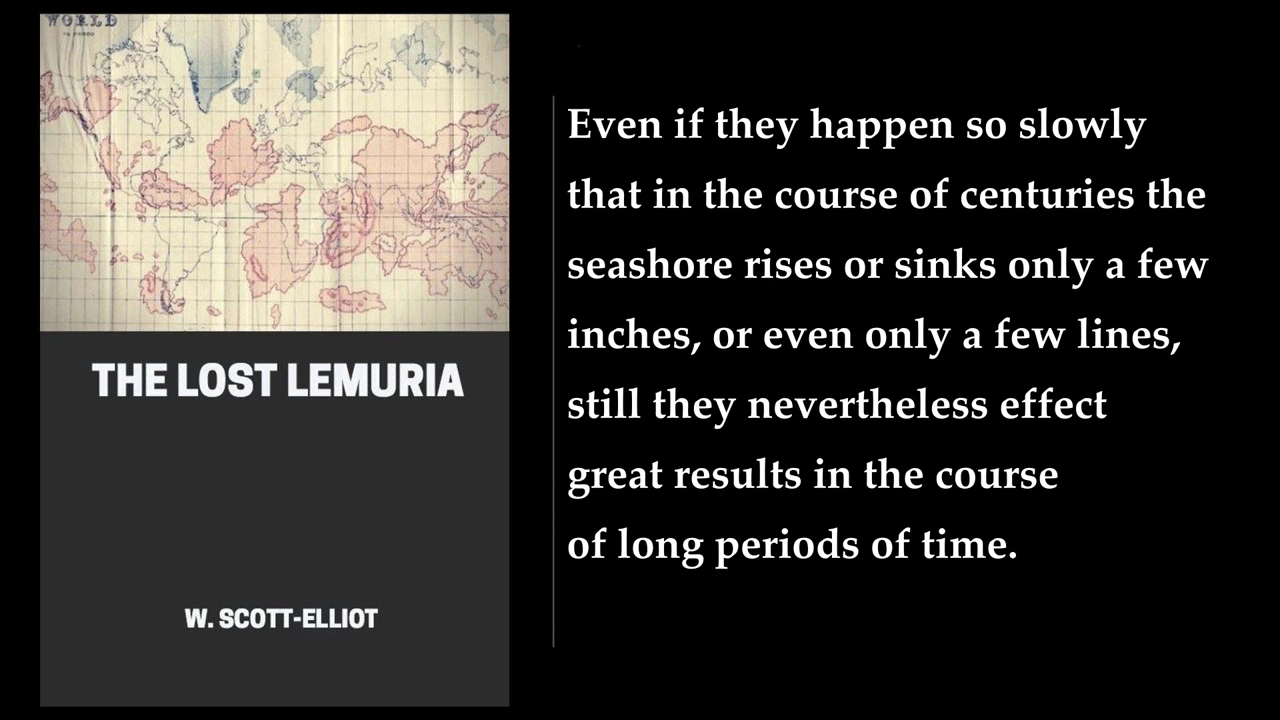 WORLD
THE LOST LEMURIA
W. SCOTT-ELLIOT
Even if they happen so slowly
that in the course of centuries the
seashore rises or sinks only a few
inches, or even only a few lines,
still they nevertheless effect
great results in the course
of long periods of time.